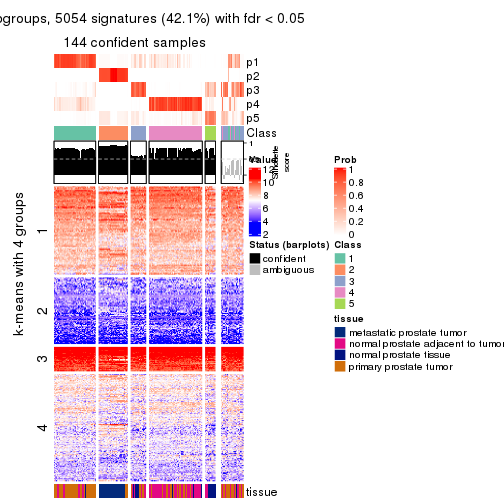 ogroups, 5054 signatures (42.1%) with fdr < 0.05
144 confident samples
p1
p2
p3
p4
p5
Class
1
Silhouette
score
Value
12
10
8
6
4
2
Prob
1
0.8
0.6
0.4
0.2
0
Status (barplots)
confident
ambiguous
Class
1
2
3
4
5
tissue
metastatic prostate tumor
normal prostate adjacent to tumor
normal prostate tissue
primary prostate tumor
k-means with 4 groups
1
2
3
4
tissue